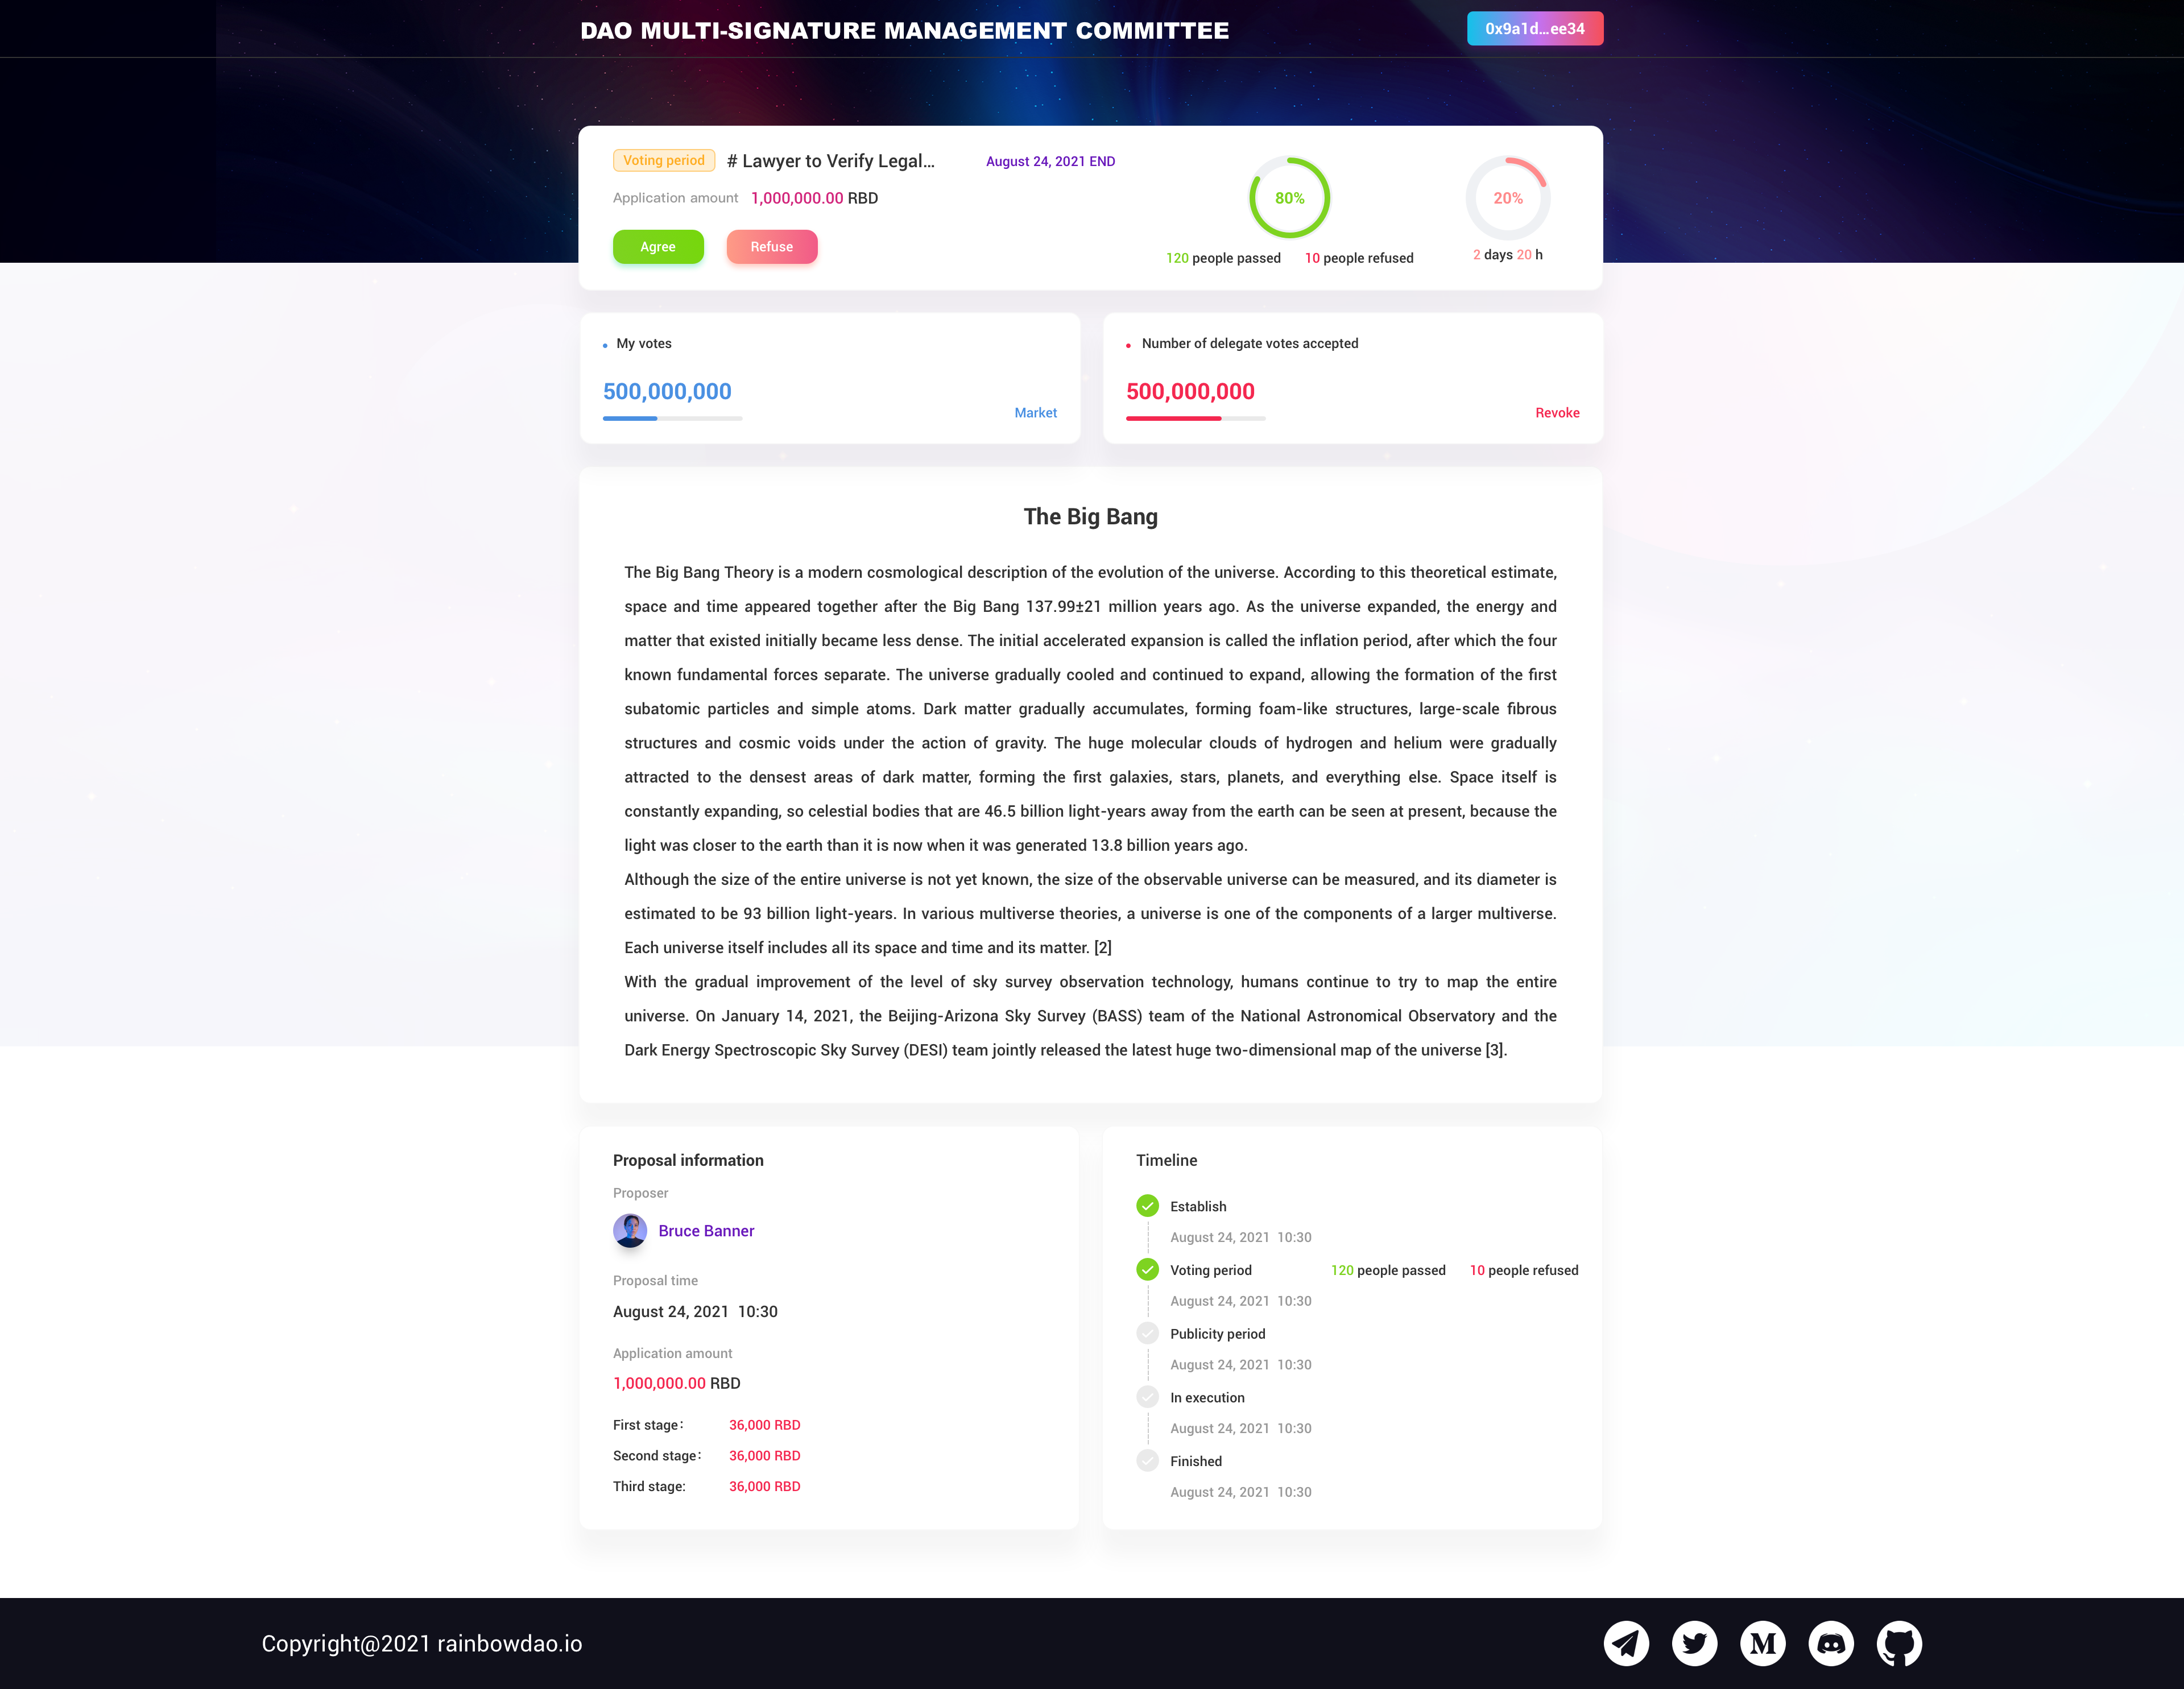 DAO MULTI-SIGNATURE MANAGEMENT COMMITTEE
0x9a1d...ee34
Voting period
# Lawyer to Verify Legal...
August 24, 2021 END
Application amount 1,000,000.00 RBD
Agree
Refuse
80%
120 people passed
10 people refused
20%
2 days 20 h
My votes
500,000,000
Market
Number of delegate votes accepted
500,000,000
Revoke
The Big Bang
The Big Bang Theory is a modern cosmological description of the evolution of the universe. According to this theoretical estimate,
space and time appeared together after the Big Bang 137.99±21 million years ago. As the universe expanded, the energy and
matter that existed initially became less dense. The initial accelerated expansion is called the inflation period, after which the four
known fundamental forces separate. The universe gradually cooled and continued to expand, allowing the formation of the first
subatomic particles and simple atoms. Dark matter gradually accumulates, forming foam-like structures, large-scale fibrous
structures and cosmic voids under the action of gravity. The huge molecular clouds of hydrogen and helium were gradually
attracted to the densest areas of dark matter, forming the first galaxies, stars, planets, and everything else. Space itself is
constantly expanding, so celestial bodies that are 46.5 billion light-years away from the earth can be seen at present, because the
light was closer to the earth than it is now when it was generated 13.8 billion years ago.
Although the size of the entire universe is not yet known, the size of the observable universe can be measured, and its diameter is
estimated to be 93 billion light-years. In various multiverse theories, a universe is one of the components of a larger multiverse.
Each universe itself includes all its space and time and its matter. [2]
With the gradual improvement of the level of sky survey observation technology, humans continue to try to map the entire
universe. On January 14, 2021, the Beijing-Arizona Sky Survey (BASS) team of the National Astronomical Observatory and the
Dark Energy Spectroscopic Sky Survey (DESI) team jointly released the latest huge two-dimensional map of the universe [3].
Proposal information
Proposer
Bruce Banner
Proposal time
August 24, 2021 10:30
Application amount
1,000,000.00 RBD
First stage： 36,000 RBD
Second stage： 36,000 RBD
Third stage: 36,000 RBD
Timeline
Establish
August 24, 2021 10:30
Voting period 120 people passed 10 people refused
August 24, 2021 10:30
Publicity period
August 24, 2021 10:30
In execution
August 24, 2021 10:30
Finished
August 24, 2021 10:30
Copyright@2021 rainbowdao.io
M